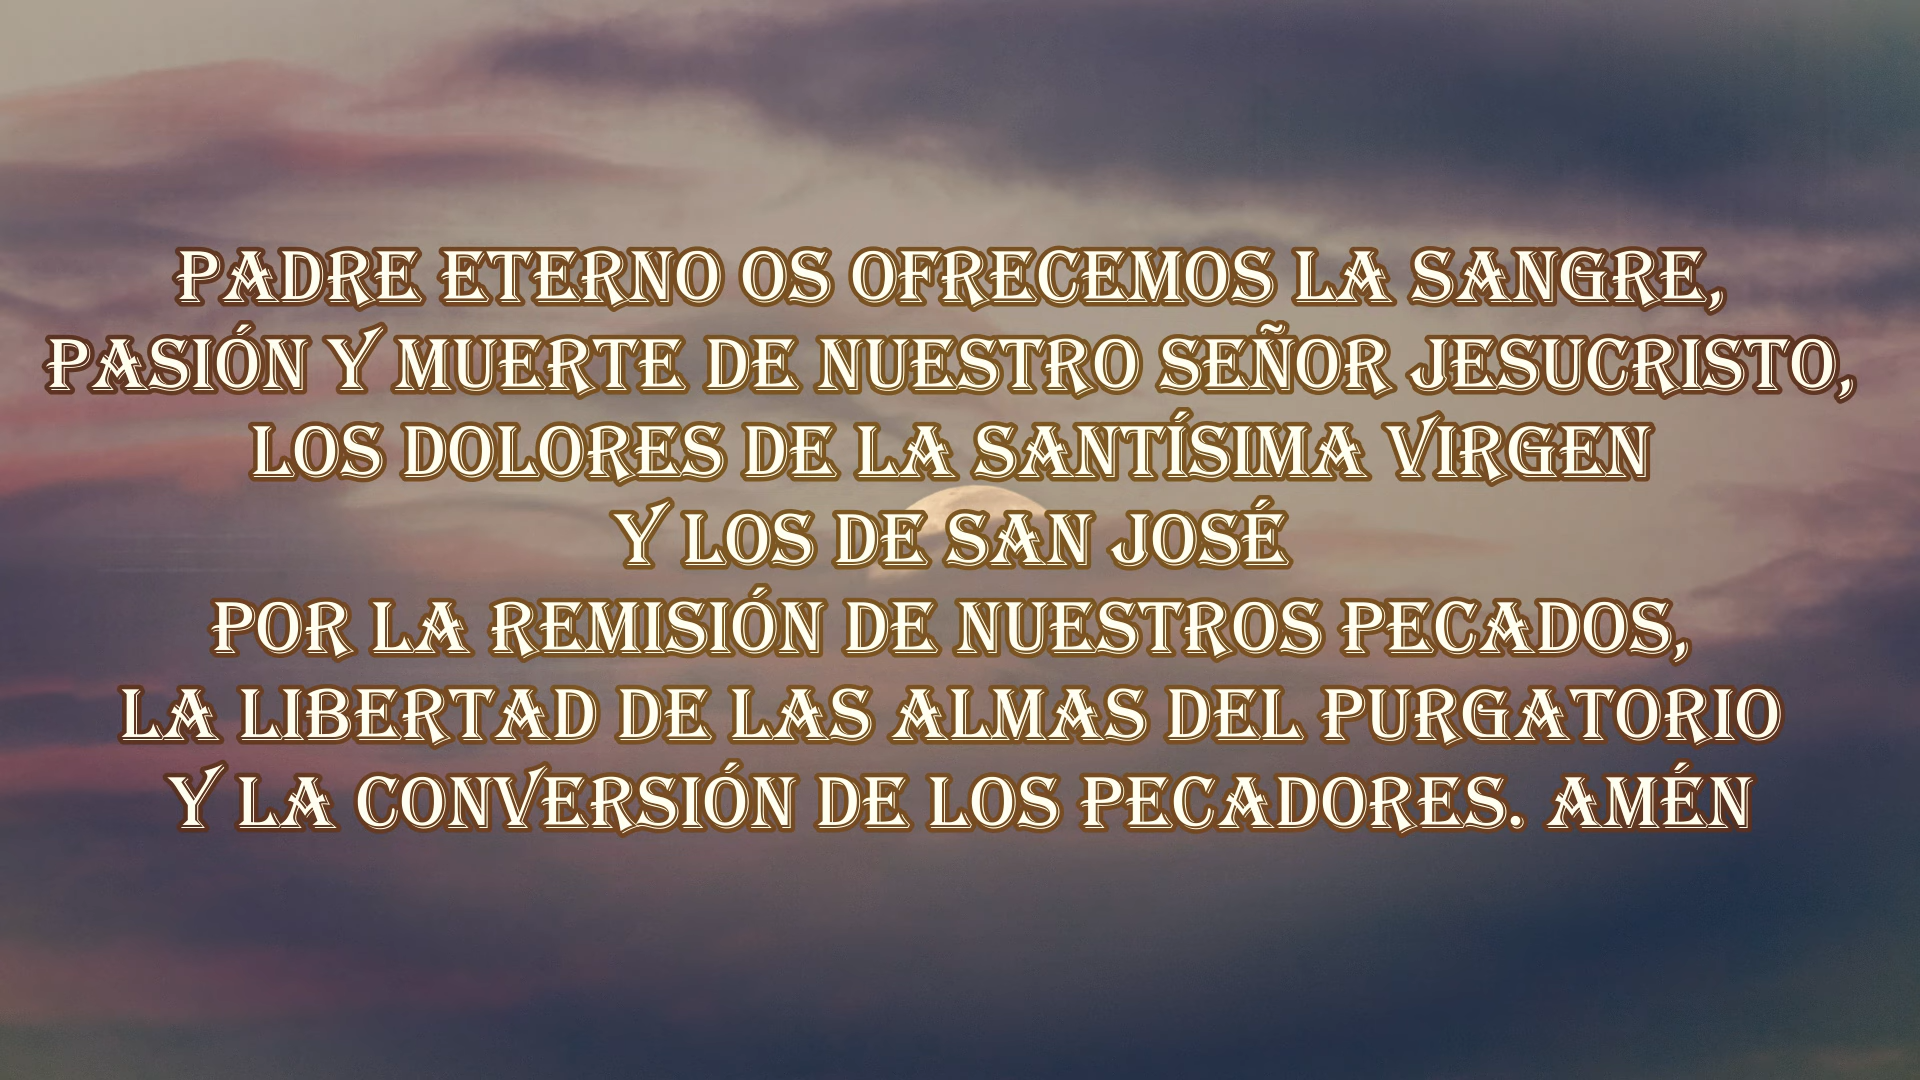 PADRE ETERNO OS OFRECEMOS LA SANGRE,
PASIÓN Y MUERTE DE NUESTRO SEÑOR JESUCRISTO,
LOS DOLORES DE LA SANTÍSIMA VIRGEN
Y LOS DE SAN JOSÉ
POR LA REMISIÓN DE NUESTROS PECADOS,
LA LIBERTAD DE LAS ALMAS DEL PURGATORIO
Y LA CONVERSIÓN DE LOS PECADORES. AMÉN